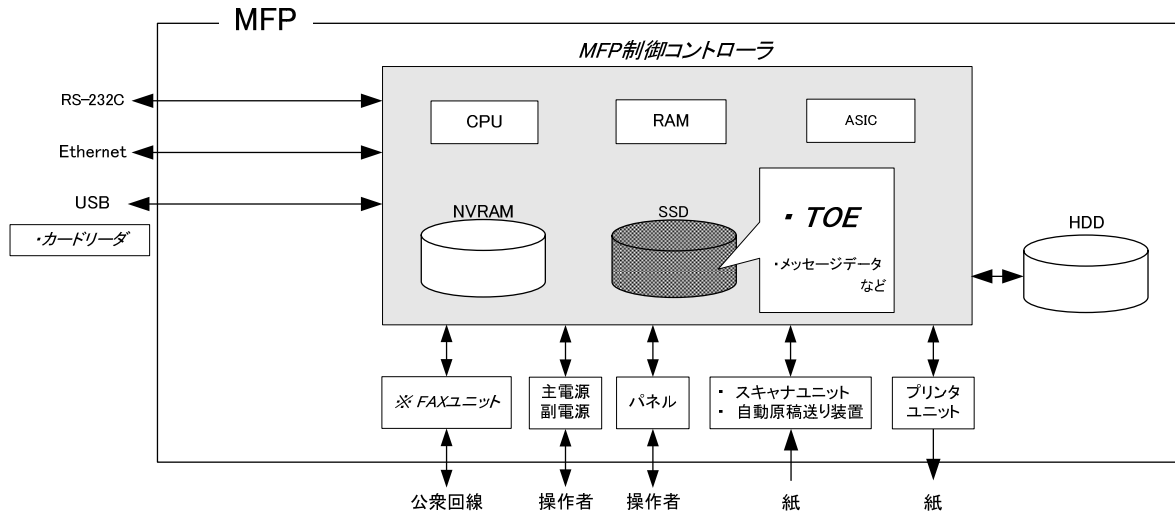 MFP
MFP制御コントローラ
RS-232C
Ethernet
USB
・カードリーダ
CPU
RAM
ASIC
NVRAM
SSD
・ TOE
・メッセージデータ
など
HDD
※ FAXユニット
主電源
副電源
パネル
・ スキャナユニット
・ 自動原稿送り装置
プリンタ
ユニット
公衆回線
操作者
操作者
紙
紙